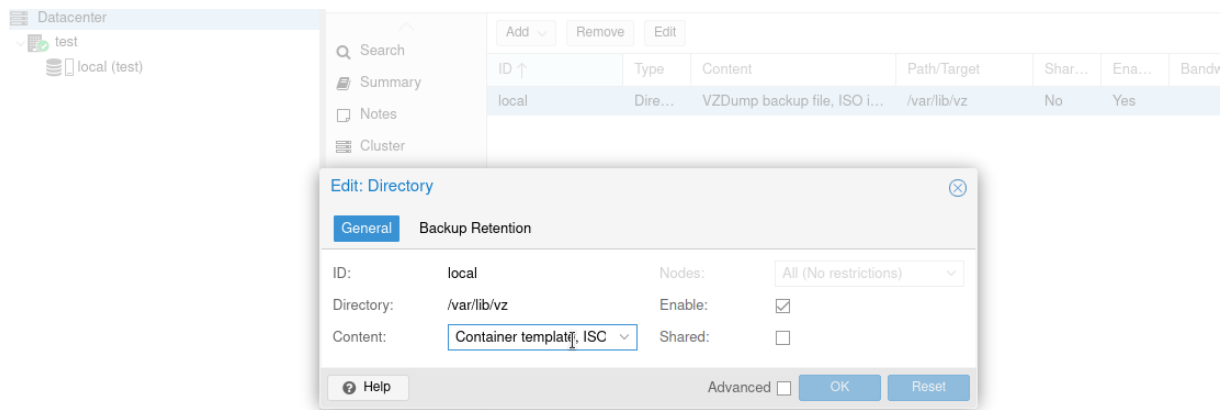 Datacenter
test
local (test)
Search
Summary
Notes
Cluster
Add Remove Edit
ID Type Content Path/Target Shar... Ena... Bandw
local Dire... VZDump backup file, ISO i... /var/lib/vz No Yes
Edit: Directory
General Backup Retention
ID: local Nodes: All (No restrictions)
Directory: /var/lib/vz Enable:
Content: Container template, ISO Shared:
Help Advanced OK Reset